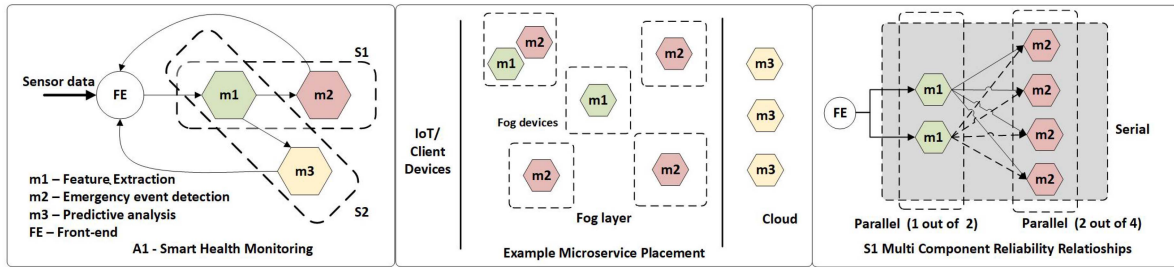 S1
Sensor data
FE
m1
m2
m3
m1 – Feature Extraction
m2 – Emergency event detection
m3 – Predictive analysis
FE – Front-end
S2
A1 - Smart Health Monitoring
IoT/
Client
Devices
m2
m1
m2
m1
Fog devices
m2
m2
Fog layer
m3
m3
m3
Cloud
Example Microservice Placement
FE
m1
m1
m2
m2
m2
m2
Serial
Parallel (1 out of 2)
Parallel (2 out of 4)
S1 Multi Component Reliability Relationships